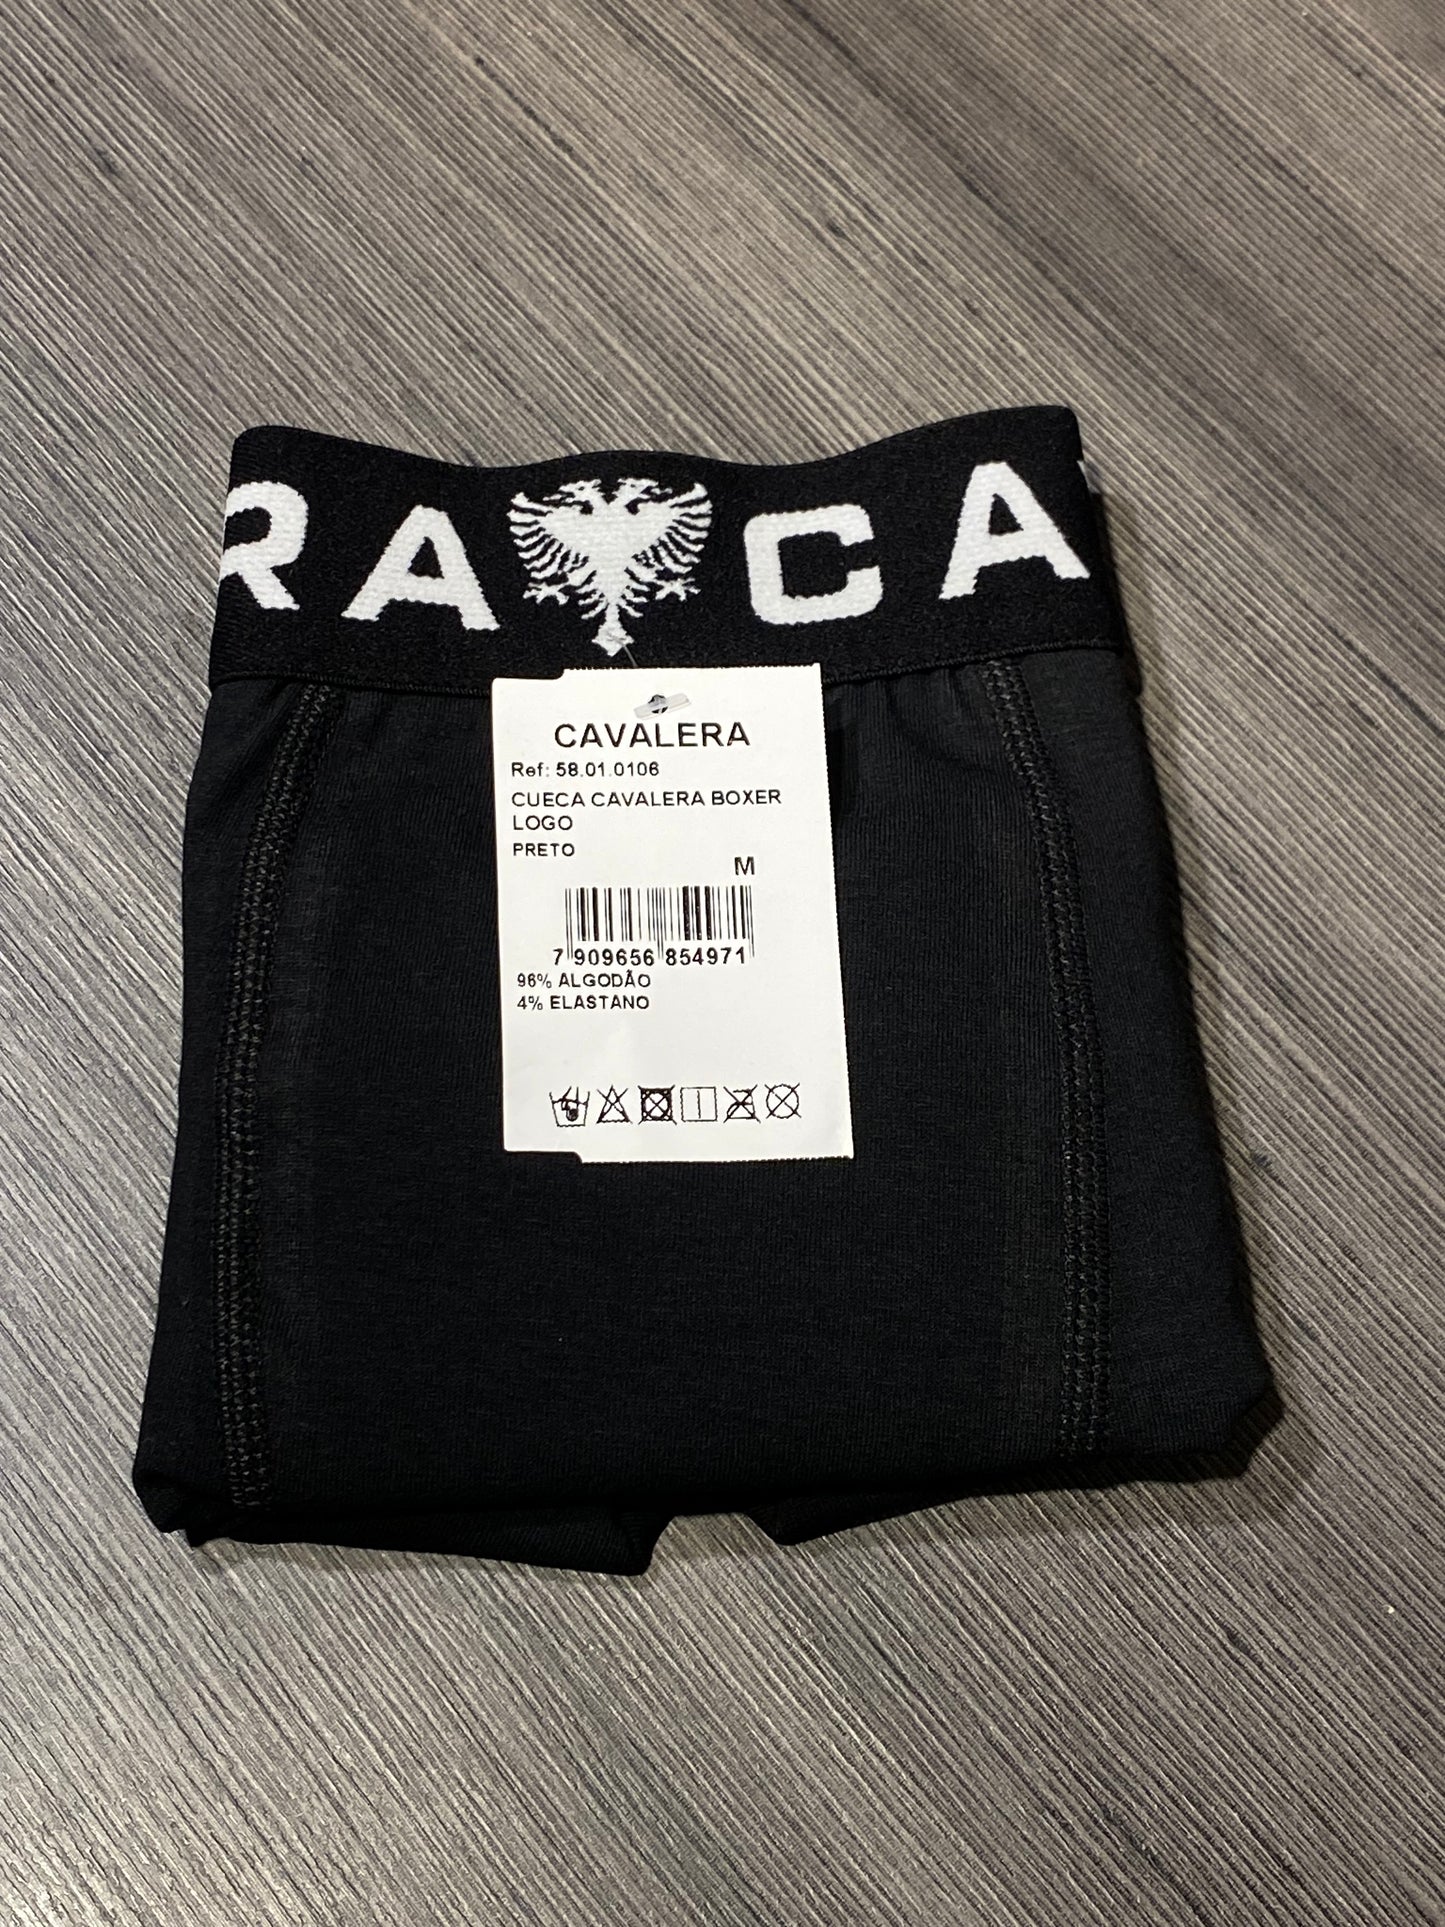 RA CA
CAVALERA
Ref: 58.01.0106
CUECA CAVALERA BOXER
LOGO
PRETO
M
7 909656 854971
96% ALGODÃO
4% ELASTANO